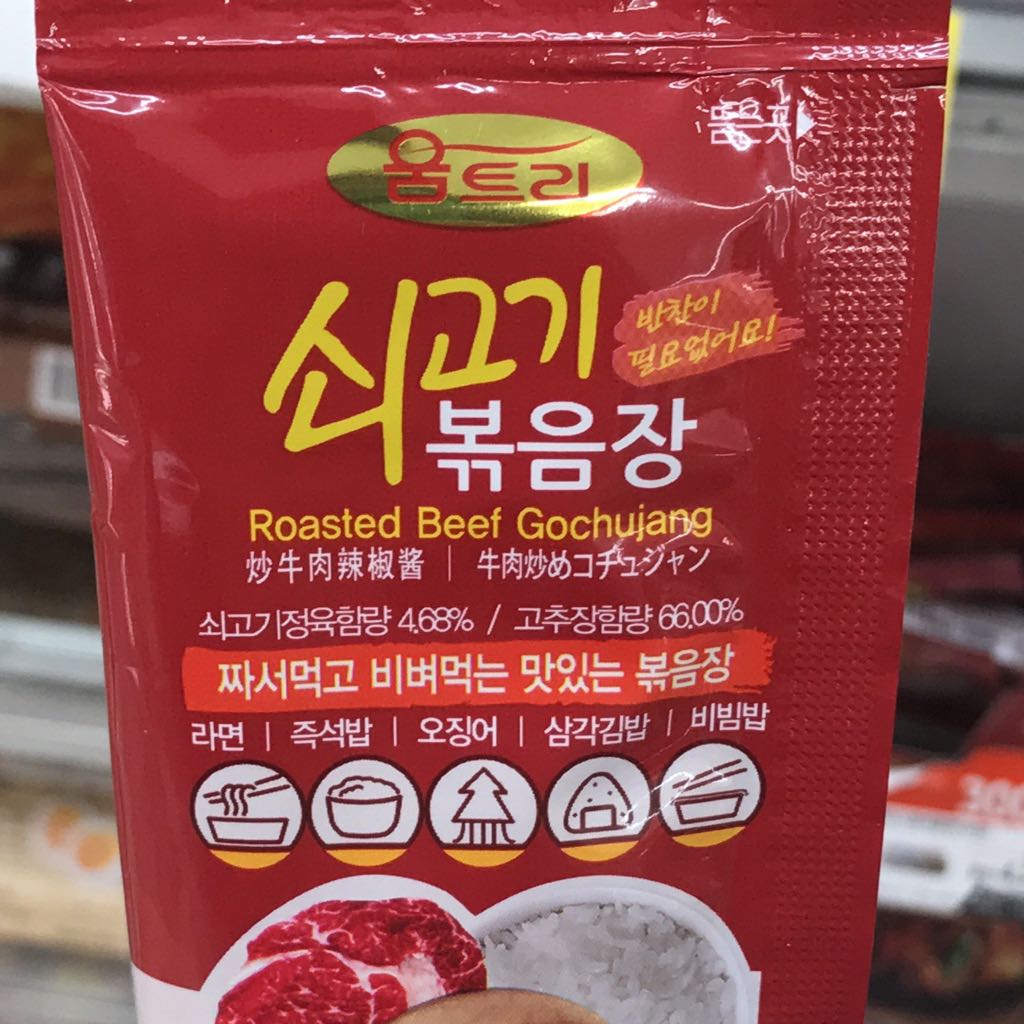 움트리
뜯는곳
쇠고기
볶음장
반찬이
필요없어요!
Roasted Beef Gochujang
炒牛肉辣椒酱 | 牛肉炒めコチュジャン
쇠고기정육함량 4.68% / 고추장함량 66.00%
짜서먹고 비벼먹는 맛있는 볶음장
라면 | 즉석밥 | 오징어 | 삼각김밥 | 비빔밥
300